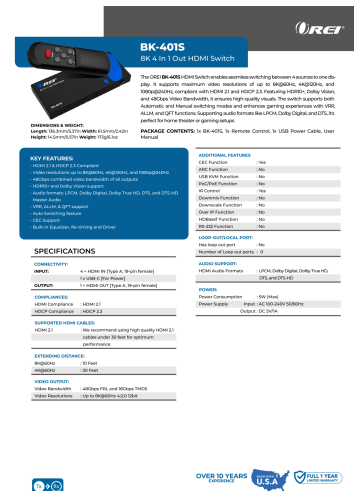 OREI
BK-401S
BK 4 In 1 Out HDMI Switch
The OREI BK-401S HDMI Switch enables seamless switching between 4 sources to one dis-
play. It supports maximum video resolutions of up to 8K@60Hz, 4K@120Hz, and
1080p@240Hz, compliant with HDMI 2.1 and HDCP 2.3. Featuring HDR10+, Dolby Vision,
and 48Gbps Video Bandwidth, it ensures high-quality visuals. The switch supports both
Automatic and Manual switching modes and enhances gaming experiences with VRR,
ALLM, and QFT functions. Supporting audio formats like LPCM, Dolby Digital, and DTS, it's
perfect for home theater or gaming setups.
DIMENSIONS & WEIGHT:
Length: 136.3mm/5.37in Width: 61.5mm/2.42in
Height: 14.5mm/0.57in Weight: 173g/6.1oz
PACKAGE CONTENTS: 1x BK-401S, 1x Remote Control, 1x USB Power Cable, User
Manual
KEY FEATURES:
- HDMI 2.1 & HDCP 2.3 Compliant
- Video resolutions up to 8K@60Hz, 4K@120Hz, and 1080p@240Hz
- 48Gbps combined video bandwidth of all outputs
- HDR10+ and Dolby Vision support
- Audio formats: LPCM, Dolby Digital, Dolby True HD, DTS, and DTS-HD
Master Audio
- VRR, ALLM, & QFT support
- Auto Switching feature
- CEC Support
- Built-in Equalizer, Re-timing and Driver
SPECIFICATIONS
CONNECTIVITY:
INPUT: 4 × HDMI IN [Type A, 19-pin female]
1 x USB-C [For Power]
OUTPUT: 1 × HDMI OUT [Type A, 19-pin female]
COMPLIANCES:
HDMI Compliance : HDMI 2.1
HDCP Compliance : HDCP 2.3
SUPPORTED HDMI CABLES:
HDMI 2.1 : We recommend using high quality HDMI 2.1
cables under 30 feet for optimum
performance.
EXTENDING DISTANCE:
8K@60Hz : 10 Feet
4K@60Hz : 30 Feet
VIDEO OUTPUT:
Video Bandwidth : 48Gbps FRL and 18Gbps TMDS
Video Resolutions : Up to 8K@60Hz 4:2:0 12bit
ADDITIONAL FEATURES:
CEC Function : Yes
ARC Function : No
USB KVM Function : No
PoC/PoE Function : No
IR Control : Yes
Downmix Function : No
Downscale Function : No
Over IP Function : No
HDBaseT Function : No
RS-232 Function : No
LOOP OUT/LOCAL PORT:
Has loop out port : No
Number of Loop out ports : 0
AUDIO SUPPORT:
HDMI Audio Formats : LPCM, Dolby Digital, Dolby True HD,
DTS, and DTS-HD
POWER:
Power Consumption : 5W (Max)
Power Supply Input : AC 100-240V 50/60Hz
Output : DC 5V/1A
Tx Rx
OVER 10 YEARS
EXPERIENCE
U.S.A
FULL 1 YEAR
LIMITED WARRANTY